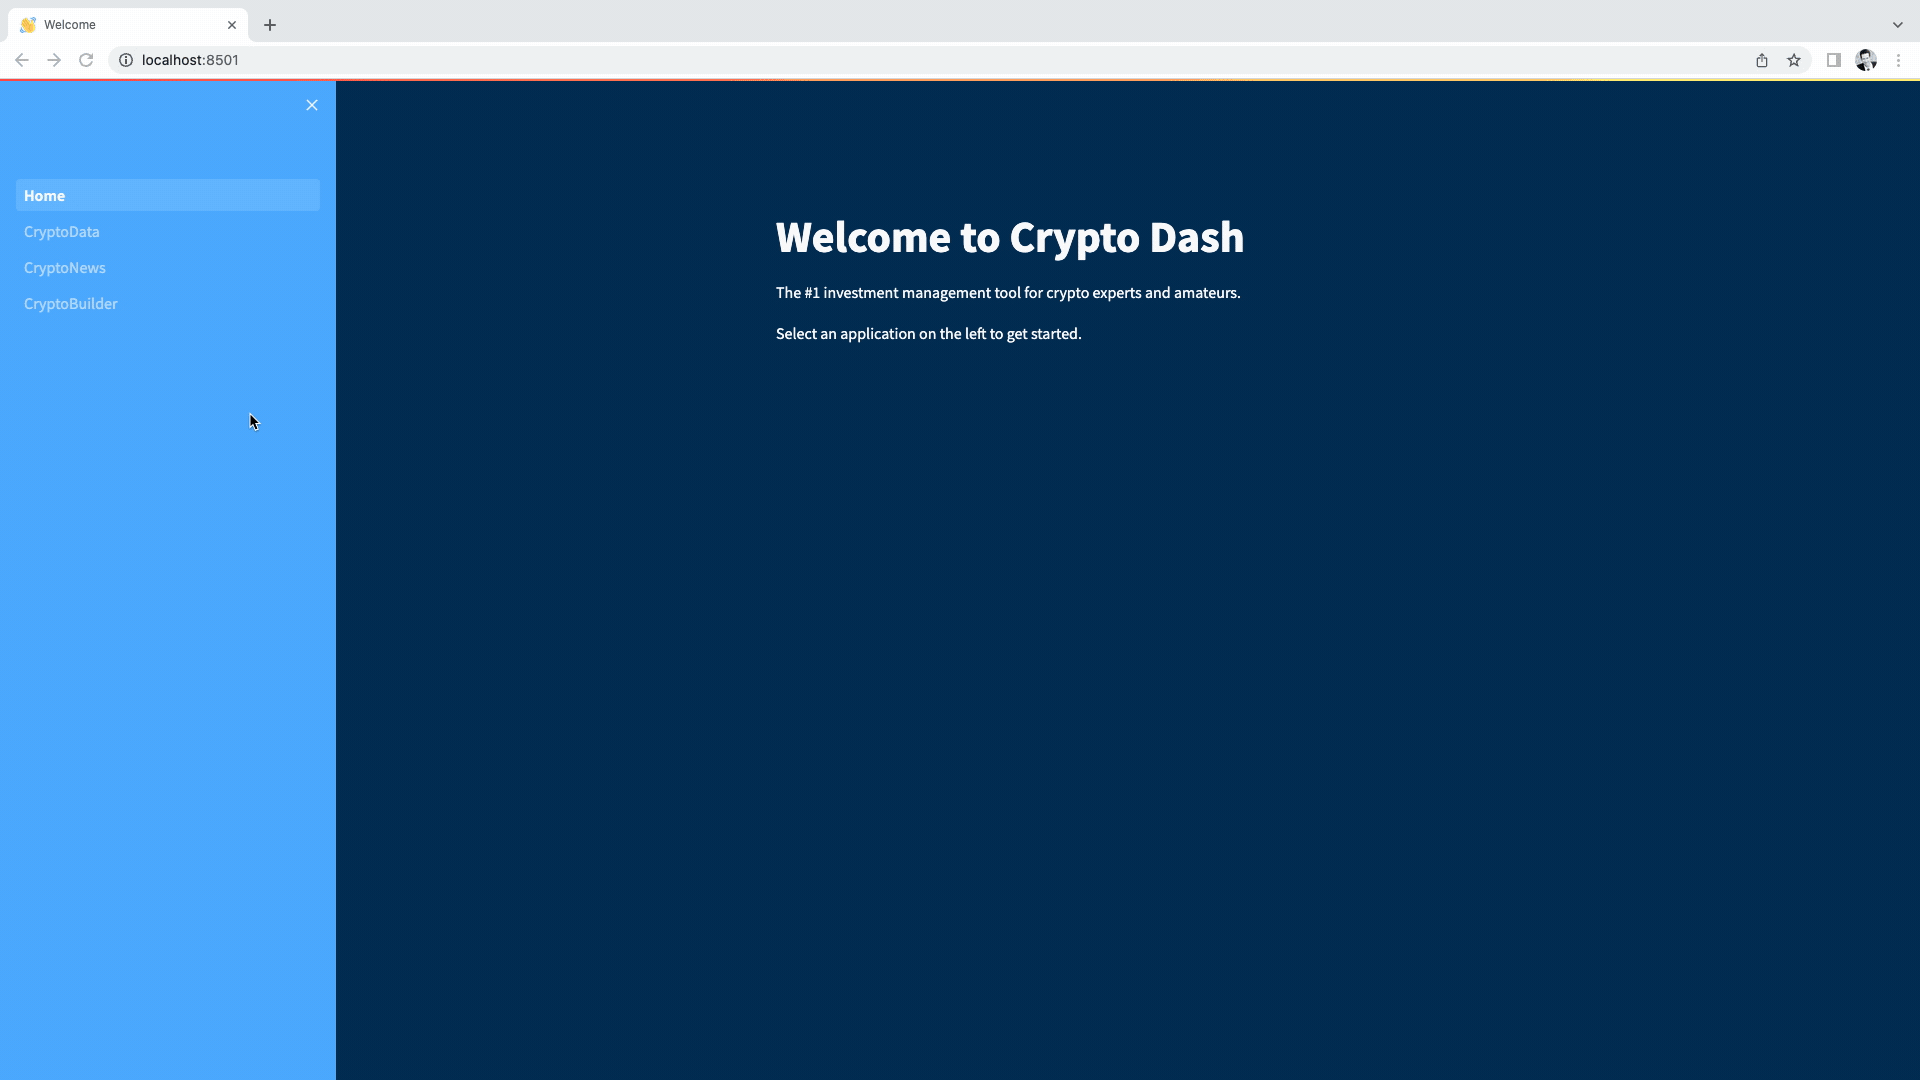 Welcome
localhost:8501
Home
CryptoData
CryptoNews
CryptoBuilder
Welcome to Crypto Dash
The #1 investment management tool for crypto experts and amateurs.
Select an application on the left to get started.